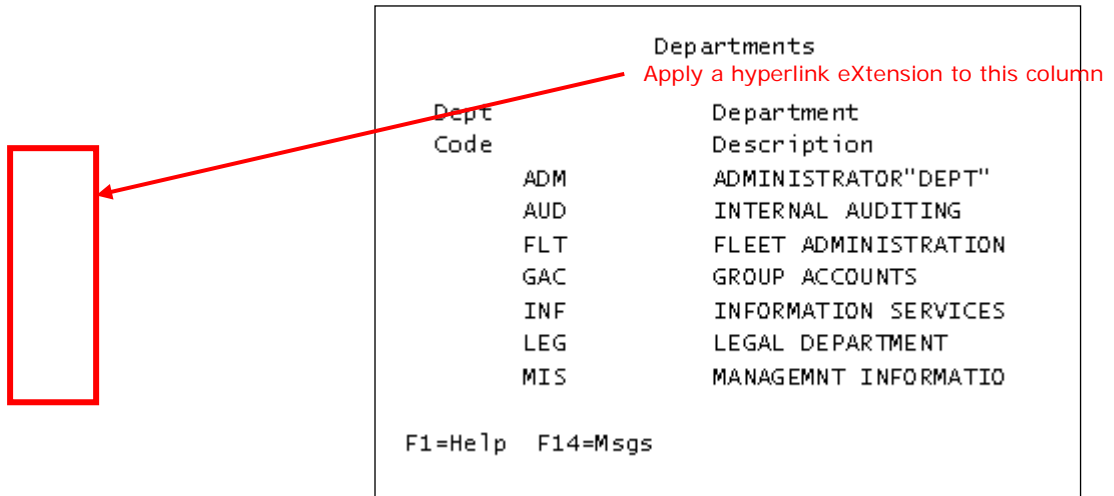 Departments
Apply a hyperlink eXtension to this column
Dept Department
Code Description
ADM ADMINISTRATOR"DEPT"
AUD INTERNAL AUDITING
FLT FLEET ADMINISTRATION
GAC GROUP ACCOUNTS
INF INFORMATION SERVICES
LEG LEGAL DEPARTMENT
MIS MANAGEMNT INFORMATIO
F1=Help F14=Msgs